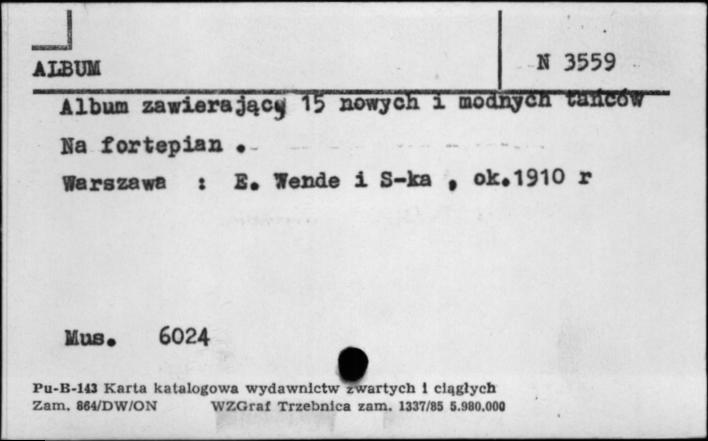 ALBUM N 3559
Album zawierający 15 nowych i modnych tańców
Na fortepian .
Warszawa : E. Wende i S-ka , ok.1910 r
Mus. 6024
Pu-B-143 Karta katalogowa wydawnictw zwartych i ciągłych
Zam. 864/DW/ON WZGraf Trzebnica zam. 1337/85 5.980.000